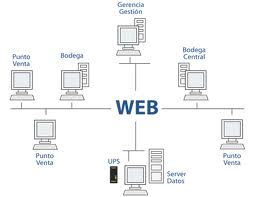 Gerencia
Gestión
Punto
Venta
Bodega
Bodega
Central
WEB
Punto
Venta
UPS
Server
Datos
Punto
Venta